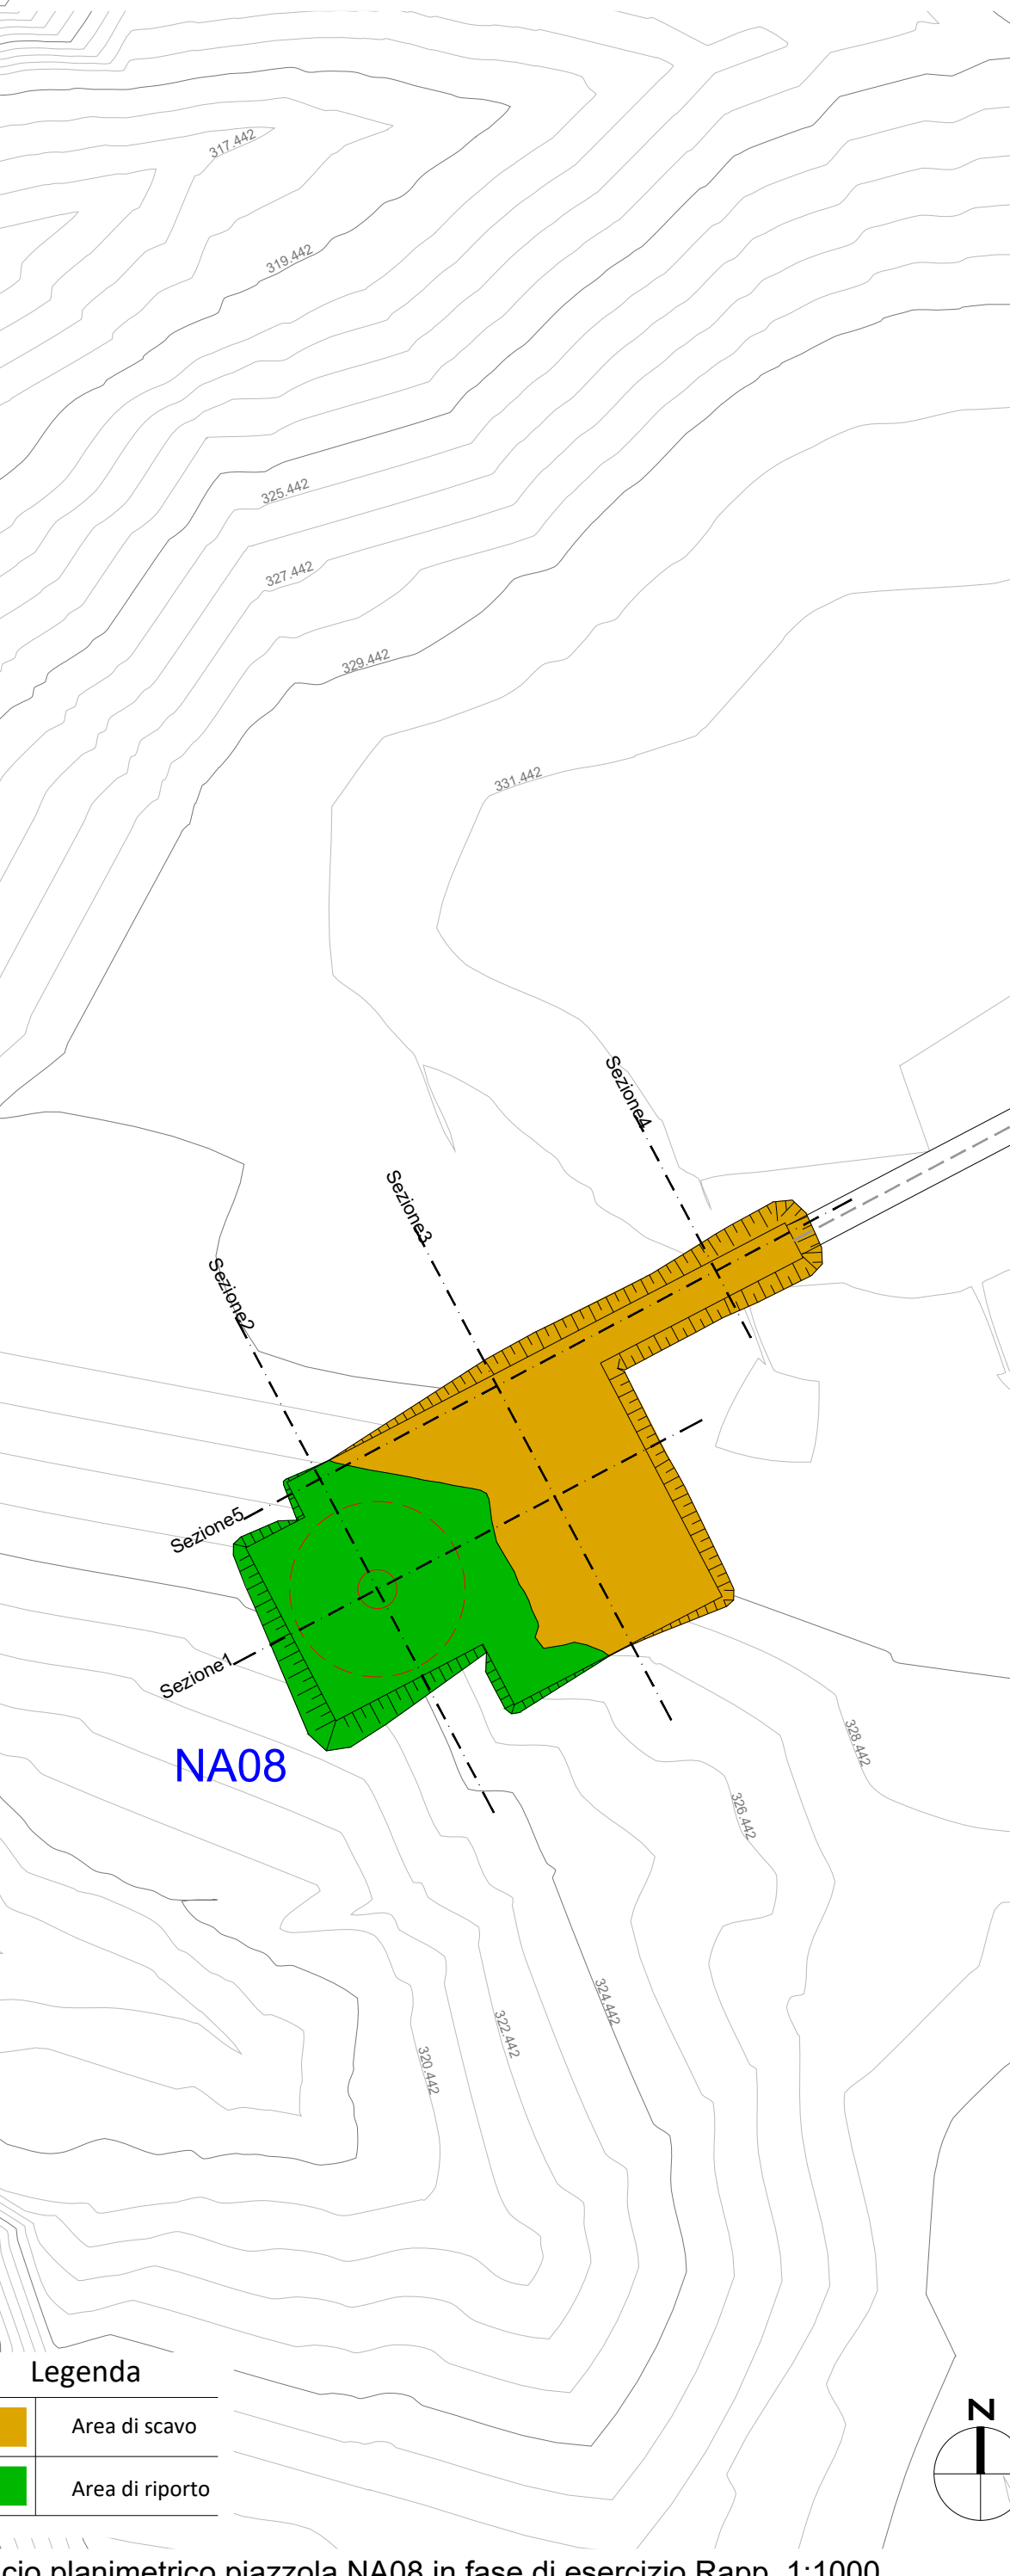 317.442
319.442
325.442
327.442
329.442
331.442
Sezione4
Sezione3
Sezione2
Sezione5
Sezione1
NA08
328.442
326.442
324.442
322.442
320.442
Legenda
Area di scavo
Area di riporto
N
cio planimetrico piazzola NA08 in fase di esercizio Rapp. 1:1000